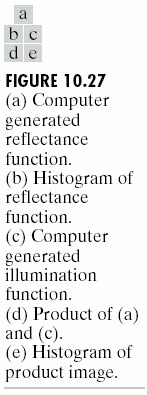 a
b c
d e
FIGURE 10.27
(a) Computer
generated
reflectance
function.
(b) Histogram of
reflectance
function.
(c) Computer
generated
illumination
function.
(d) Product of (a)
and (c).
(e) Histogram of
product image.